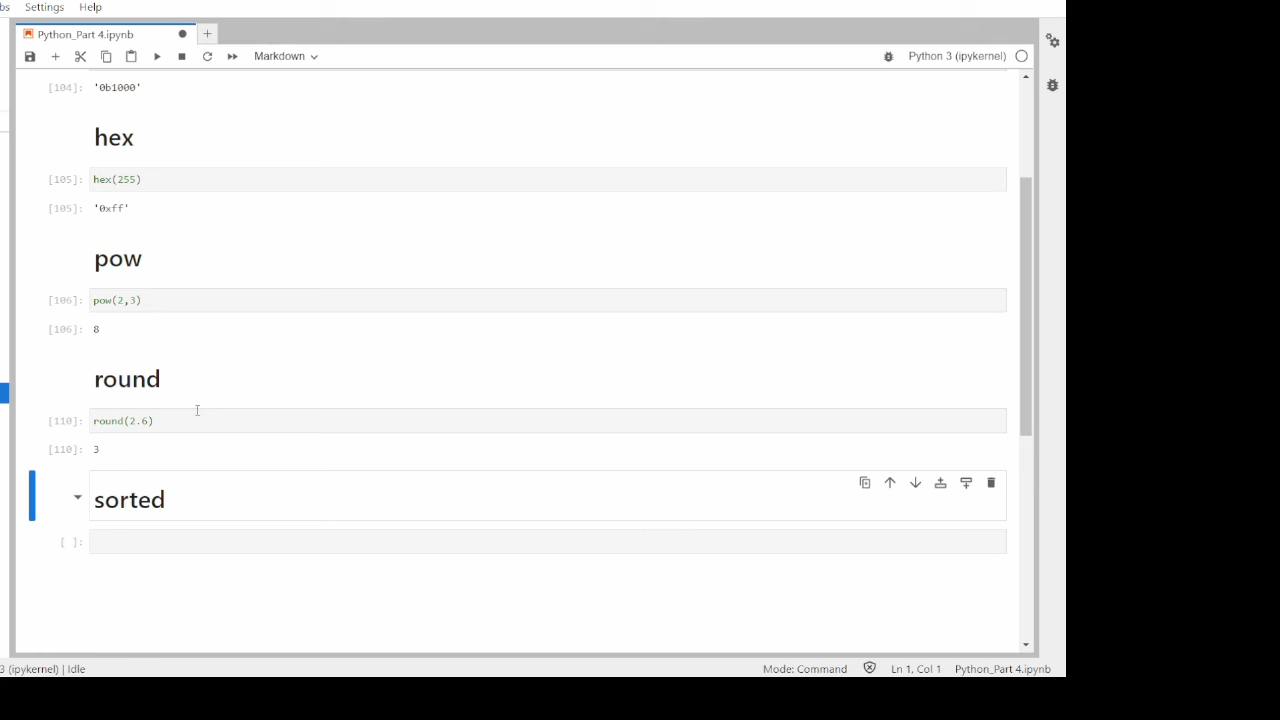 bs Settings Help
Python_Part 4.ipynb
Markdown Python 3 (ipykernel)
[104]: '0b1000'
hex
[105]: hex(255)
[105]: '0xff'
pow
[106]: pow(2,3)
[106]: 8
round
[110]: round(2.6)
[110]: 3
sorted
[ ]:
3 (ipykernel) | Idle Mode: Command Ln 1, Col 1 Python_Part 4.ipynb